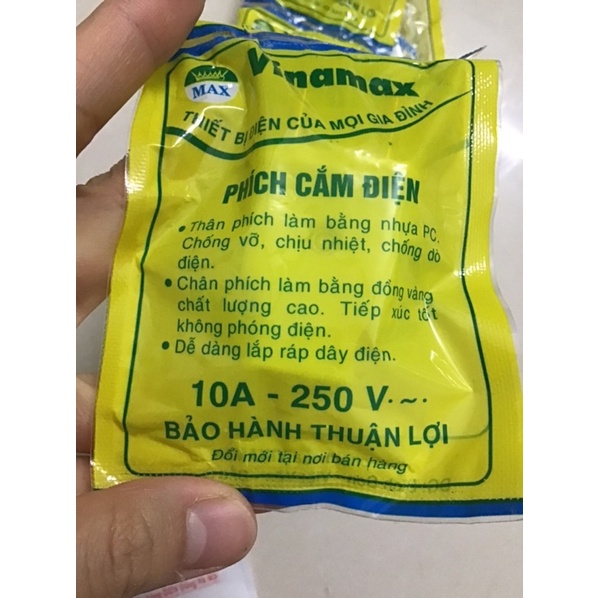 Vinamax
MAX
THIẾT BỊ ĐIỆN CỦA MỌI GIA ĐÌNH
PHÍCH CẮM ĐIỆN
• Thân phích làm bằng nhựa PC.
Chống vỡ, chịu nhiệt, chống dò
điện.
• Chân phích làm bằng đồng vàng
chất lượng cao. Tiếp xúc tốt
không phóng điện.
• Dễ dàng lắp ráp dây điện.
10A - 250 V.~.
BẢO HÀNH THUẬN LỢI
Đổi mới tại nơi bán hàng